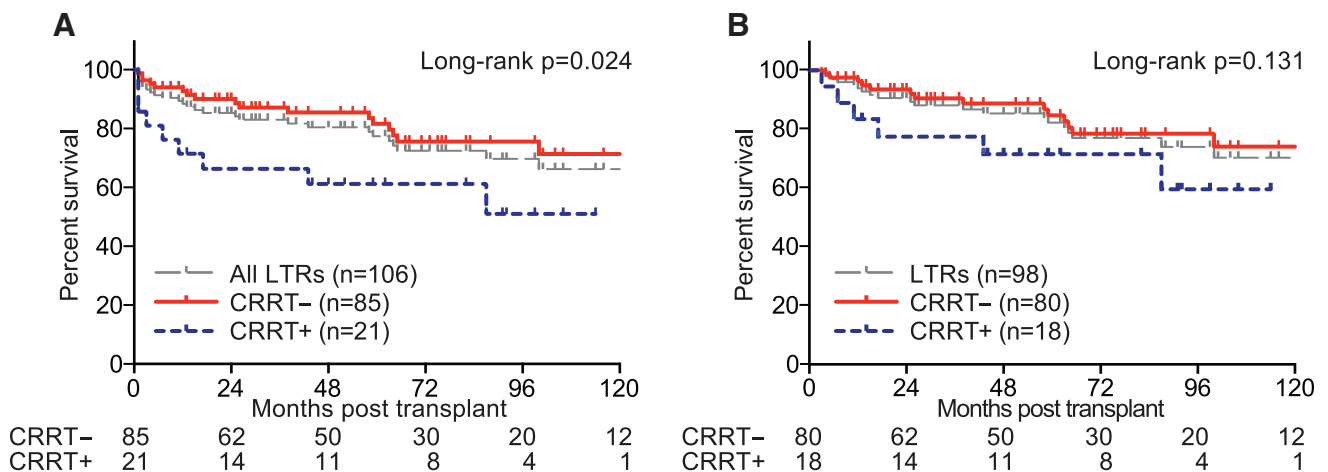 A
Long-rank p=0.024
Percent survival
100
80
60
40
20
0
All LTRs (n=106)
CRRT– (n=85)
CRRT+ (n=21)
0 24 48 72 96 120
Months post transplant
CRRT– 85 62 50 30 20 12
CRRT+ 21 14 11 8 4 1
B
Long-rank p=0.131
Percent survival
100
80
60
40
20
0
LTRs (n=98)
CRRT– (n=80)
CRRT+ (n=18)
0 24 48 72 96 120
Months post transplant
CRRT– 80 62 50 30 20 12
CRRT+ 18 14 11 8 4 1